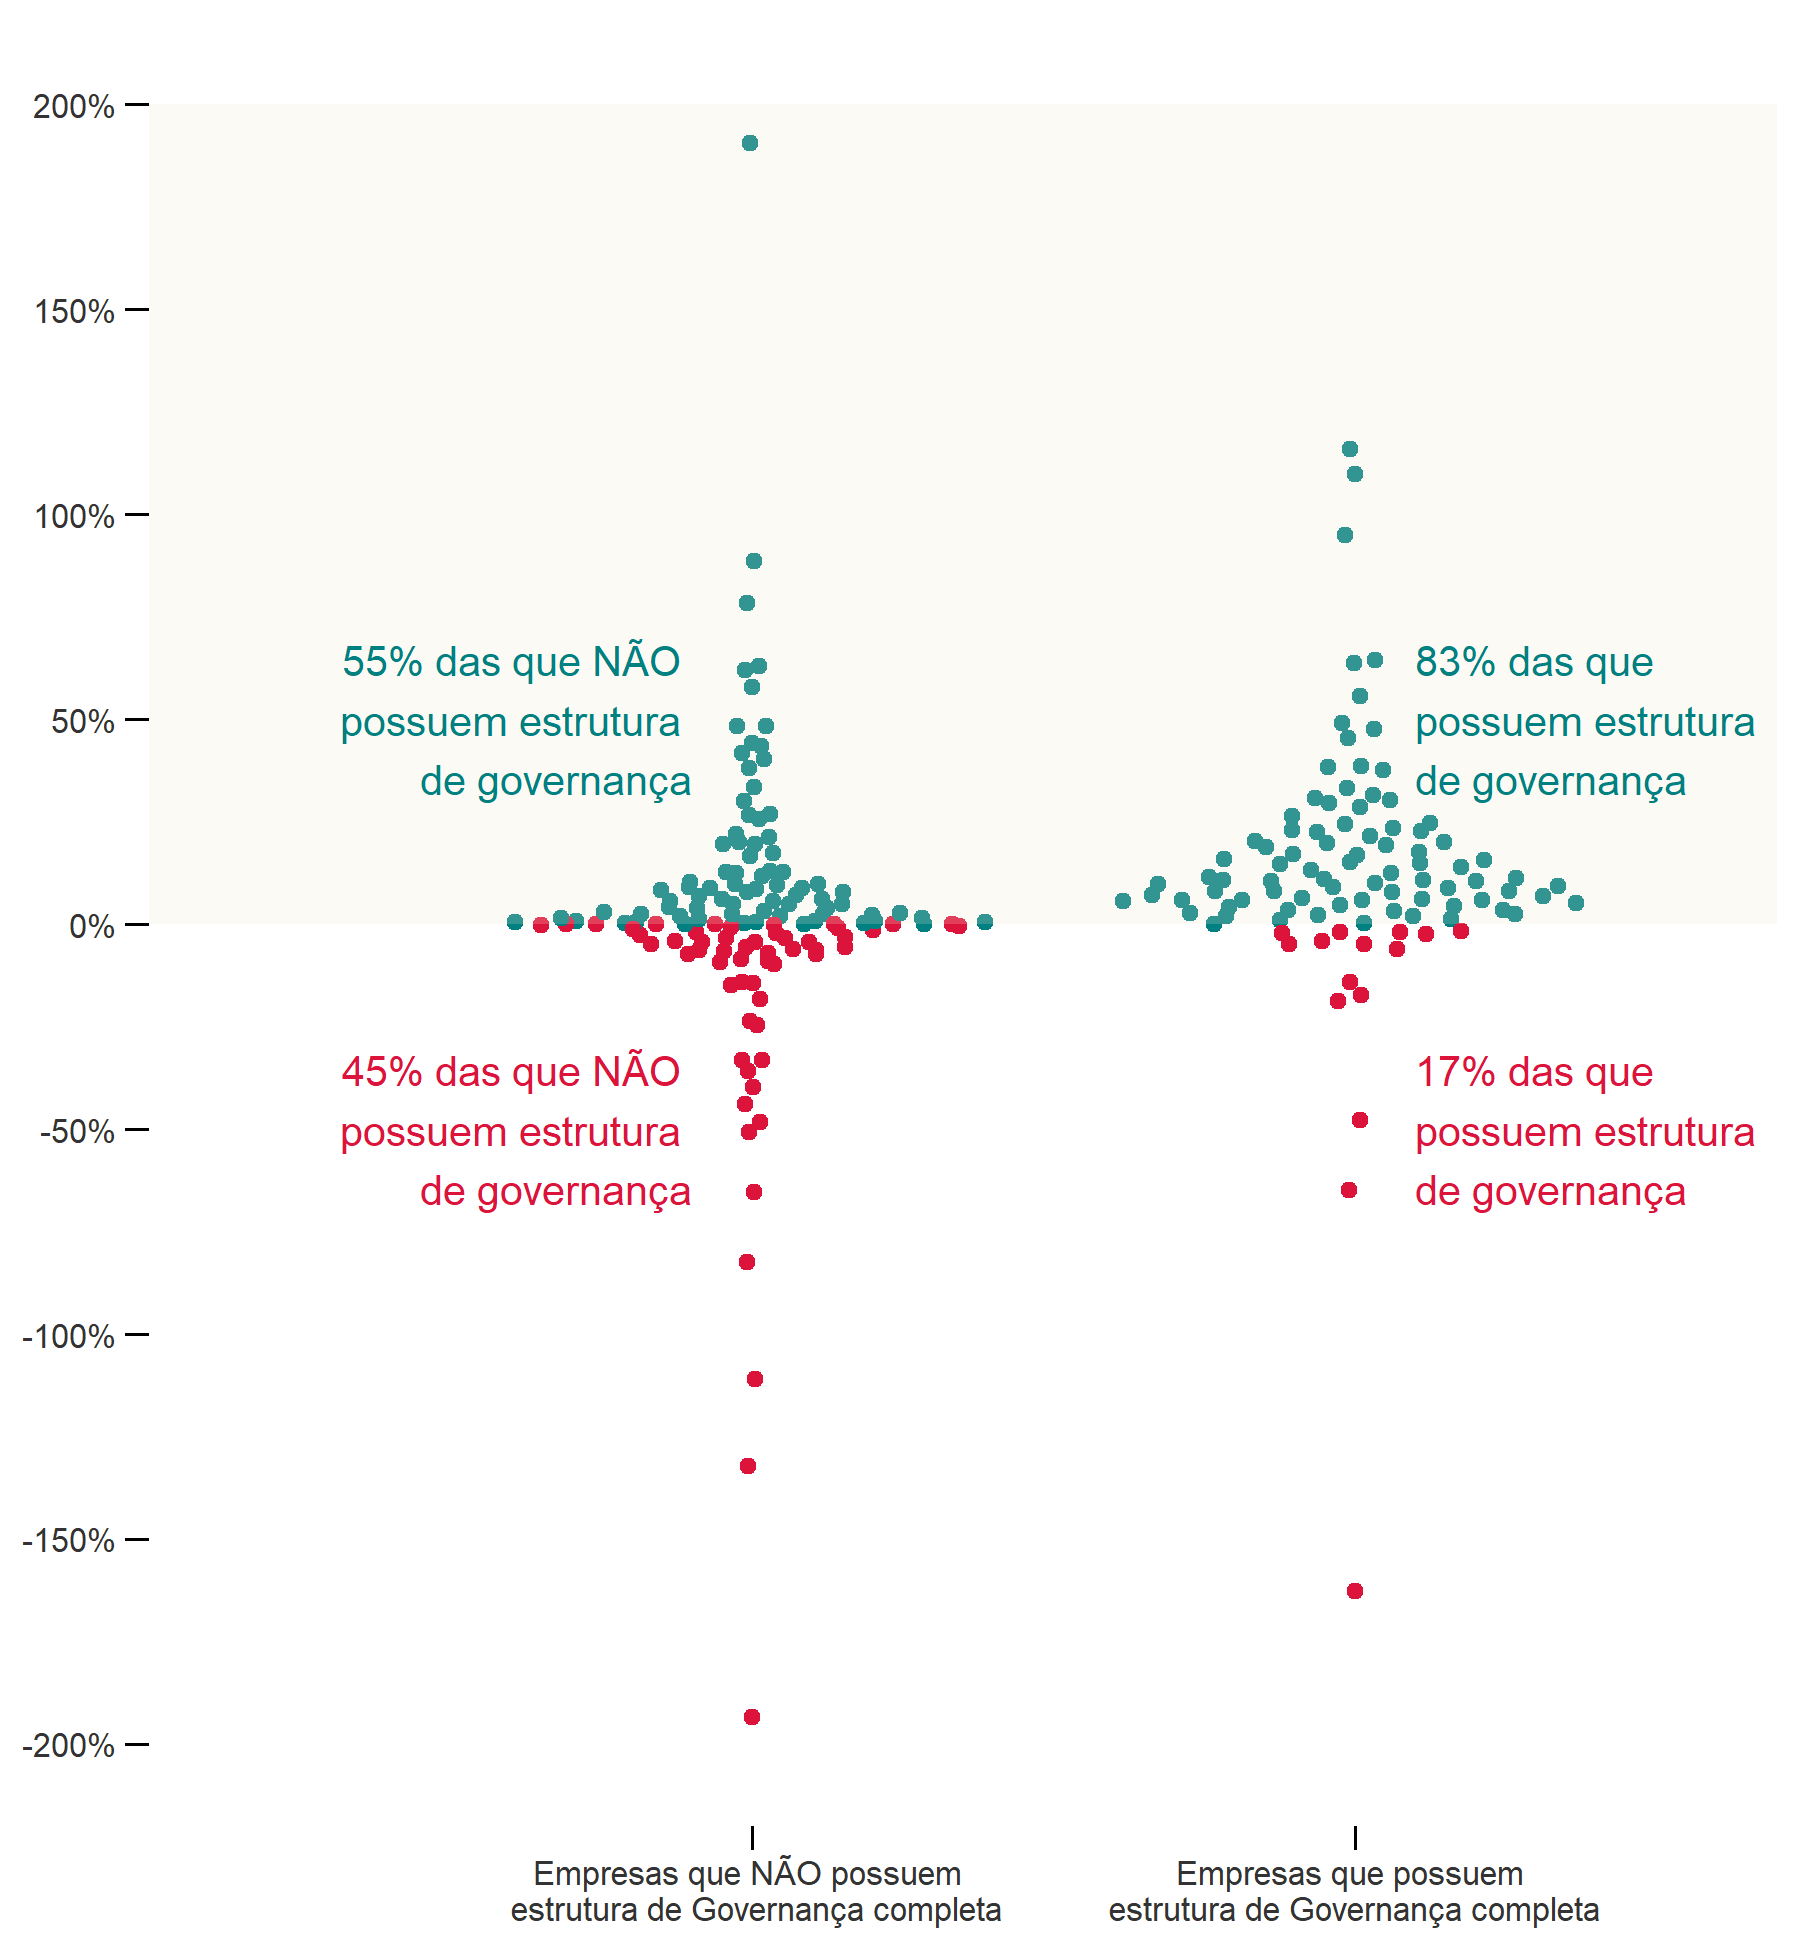 200%
150%
100%
50%
0%
-50%
-100%
-150%
-200%
55% das que NÃO
possuem estrutura
de governança
83% das que
possuem estrutura
de governança
45% das que NÃO
possuem estrutura
de governança
17% das que
possuem estrutura
de governança
Empresas que NÃO possuem
estrutura de Governança completa
Empresas que possuem
estrutura de Governança completa